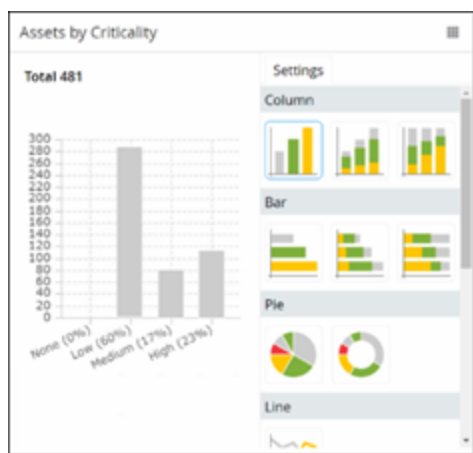 Assets by Criticality
Total 481
300
280
260
240
220
200
180
160
140
120
100
80
60
40
20
0
None (0%)
Low (60%)
Medium (17%)
High (23%)
Settings
Column
Bar
Pie
Line